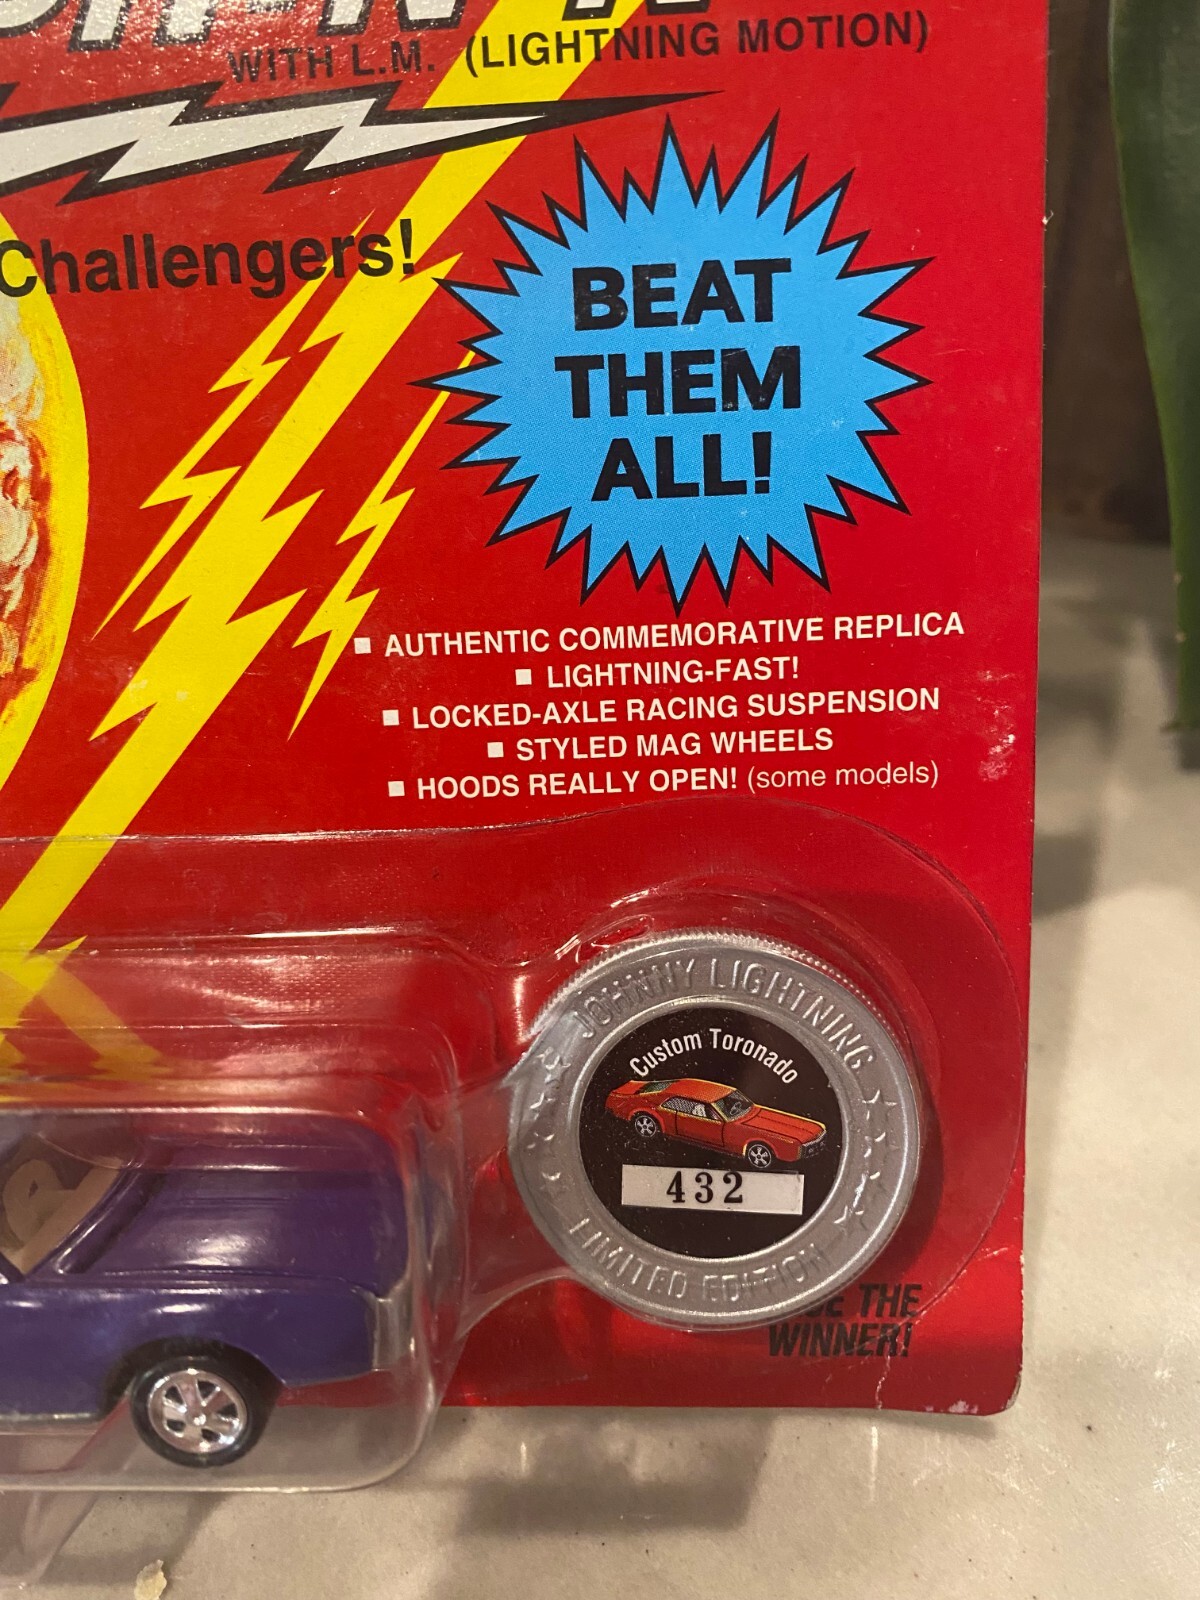 WITH L.M. (LIGHTNING MOTION)
Challengers!
BEAT
THEM
ALL!
▪ AUTHENTIC COMMEMORATIVE REPLICA
▪ LIGHTNING-FAST!
▪ LOCKED-AXLE RACING SUSPENSION
▪ STYLED MAG WHEELS
▪ HOODS REALLY OPEN! (some models)
JOHNNY LIGHTNING
Custom Toronado
432
LIMITED EDITION
THE
WINNER!